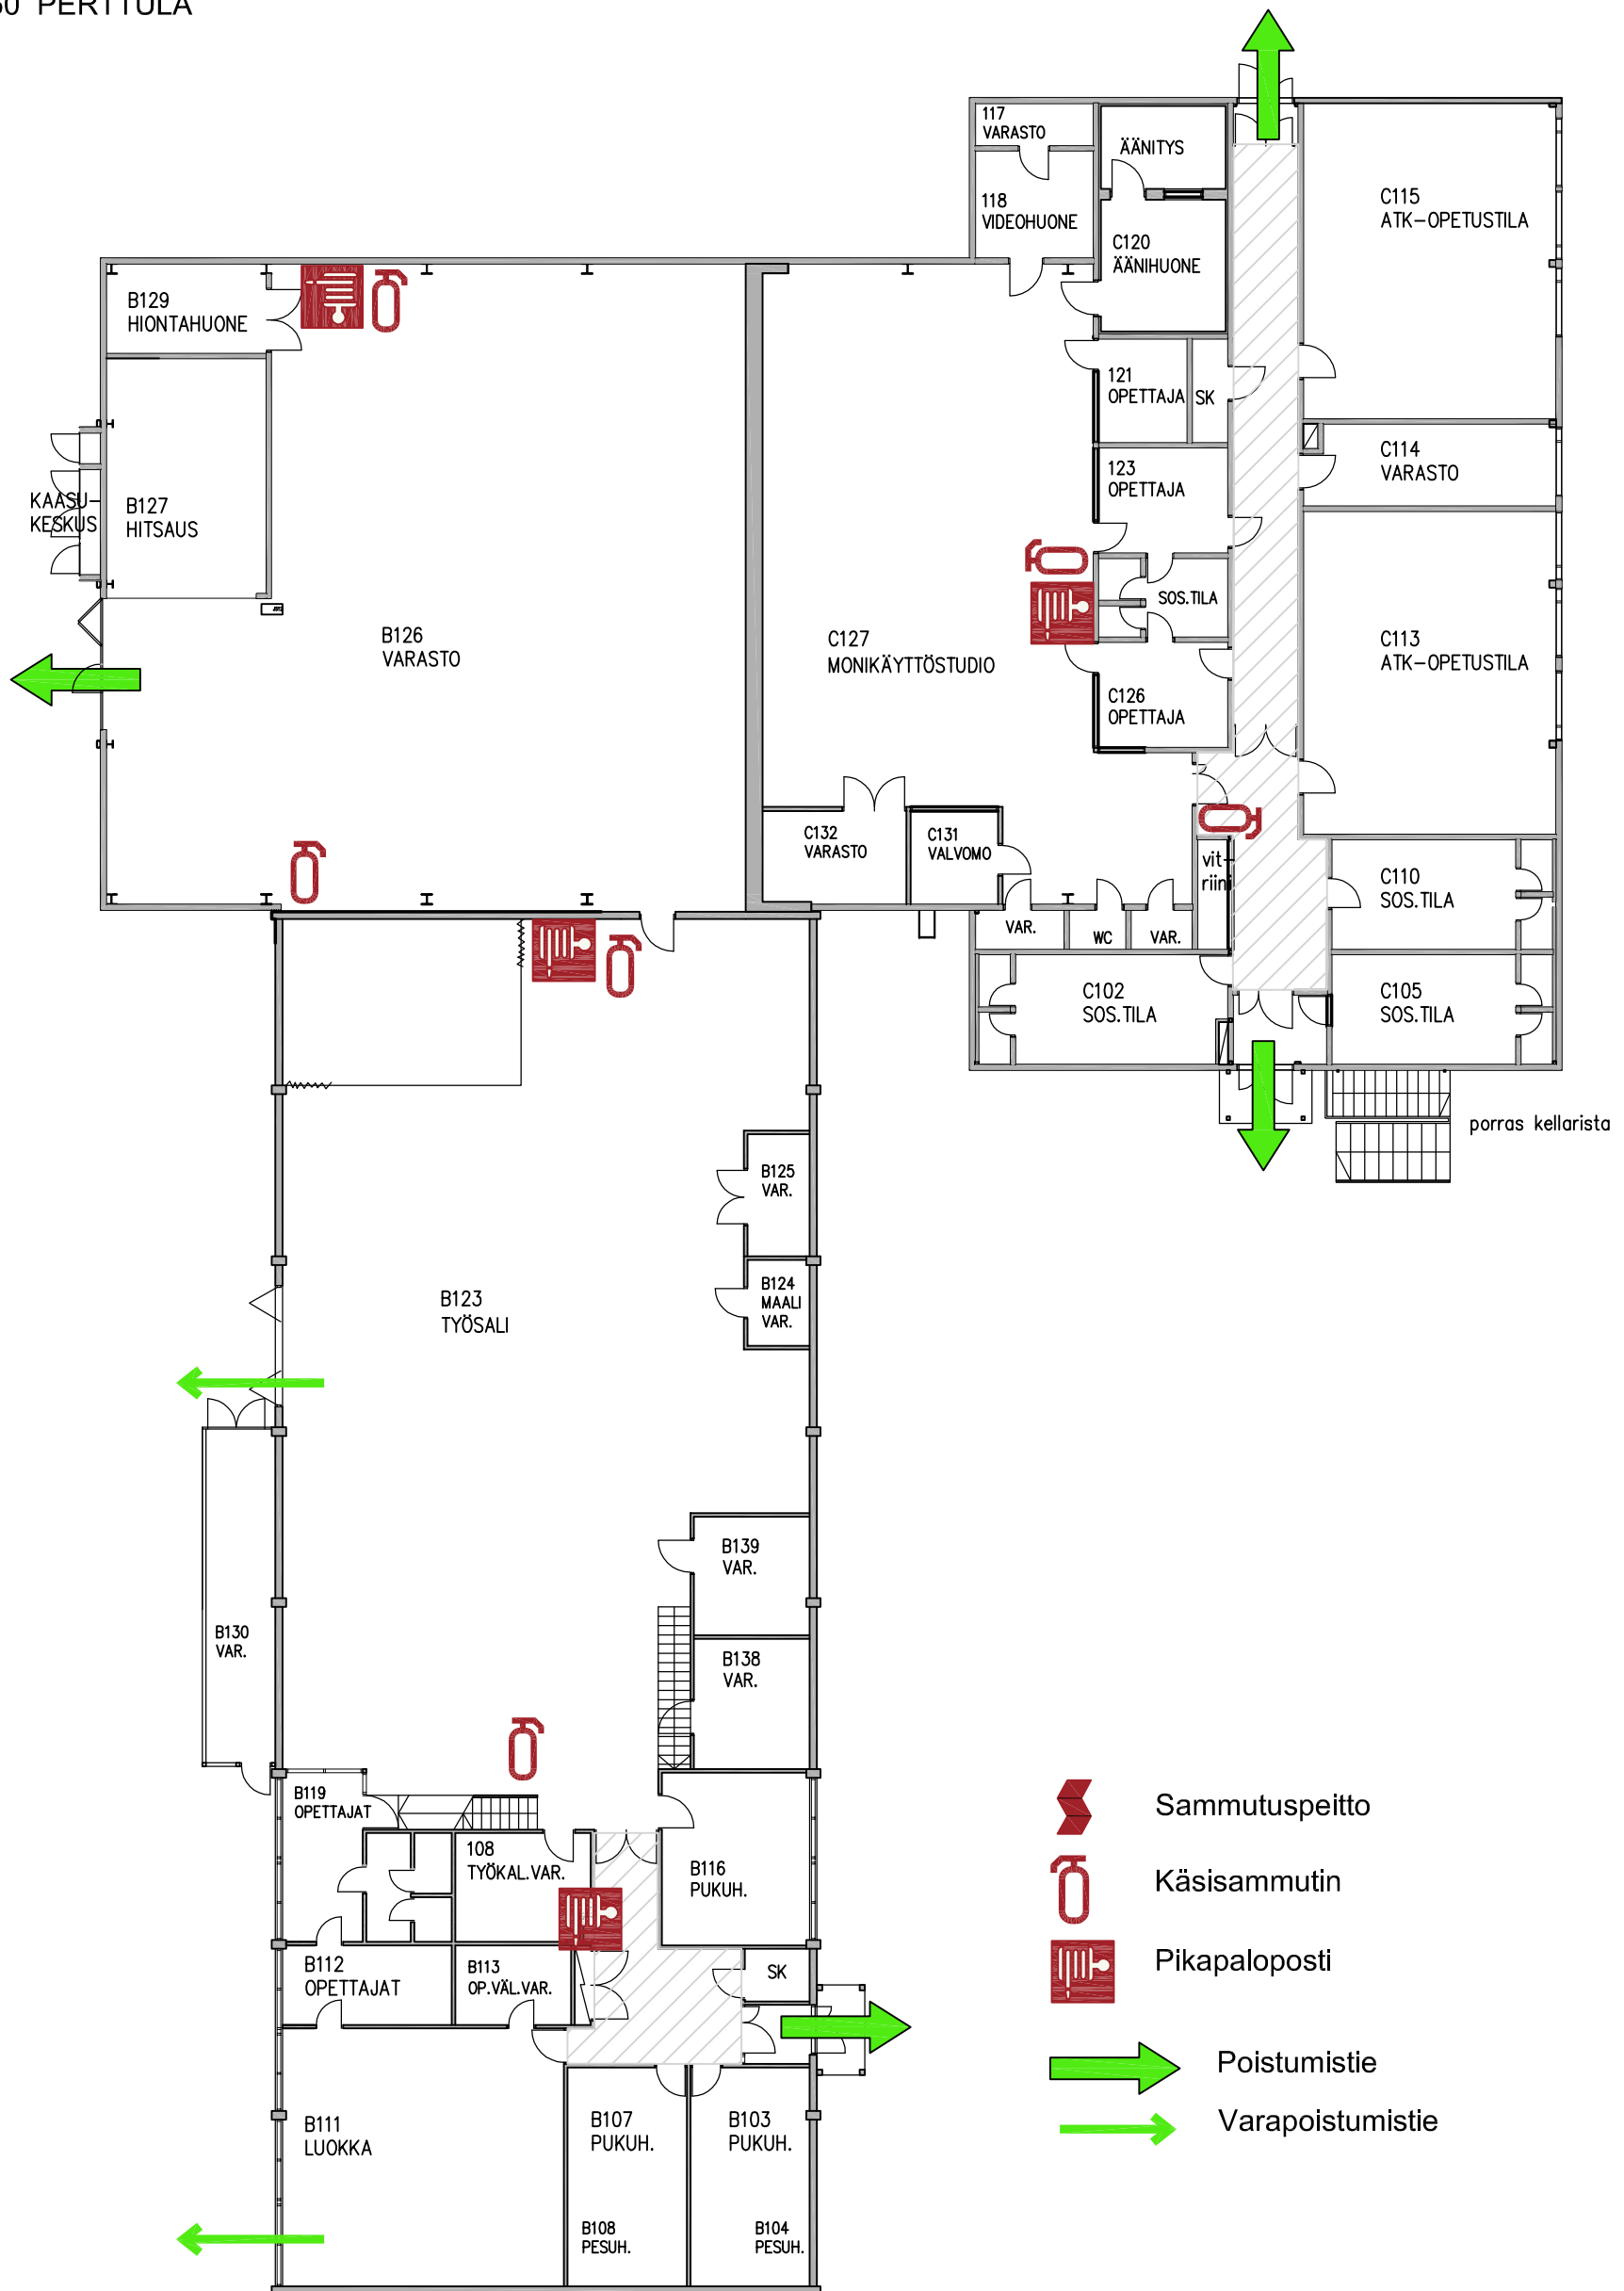 PERTTULA
117
VARASTO
ÄÄNITYS
118
VIDEOHUONE
C115
ATK-OPETUSTILA
C120
ÄÄNIHUONE
B129
HIONTAHUONE
121
OPETTAJA
SK
C114
VARASTO
123
OPETTAJA
KAASU-
KESKUS
B127
HITSAUS
SOS.TILA
B126
VARASTO
C127
MONIKÄYTTÖSTUDIO
C113
ATK-OPETUSTILA
C126
OPETTAJA
C132
VARASTO
C131
VALVOMO
vit-
riini
C110
SOS.TILA
VAR.
WC
VAR.
C102
SOS.TILA
C105
SOS.TILA
porras kellarista
B125
VAR.
B124
MAALI
VAR.
B123
TYÖSALI
B139
VAR.
B130
VAR.
B138
VAR.
B119
OPETTAJAT
108
TYÖKAL.VAR.
B116
PUKUH.
B112
OPETTAJAT
B113
OP.VÄL.VAR.
SK
B111
LUOKKA
B107
PUKUH.
B103
PUKUH.
B108
PESUH.
B104
PESUH.
Sammutuspeitto
Käsisammutin
Pikapaloposti
Poistumistie
Varapoistumistie